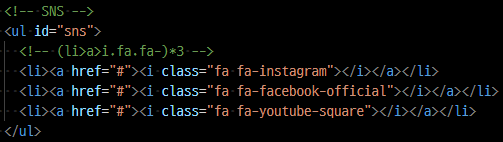 <!-- SNS -->
<ul id="sns">
<!-- (li>a>i.fa.fa-)*3 -->
<li><a href="#"><i class="fa fa-instagram"></i></a></li>
<li><a href="#"><i class="fa fa-facebook-official"></i></a></li>
<li><a href="#"><i class="fa fa-youtube-square"></i></a></li>
</ul>